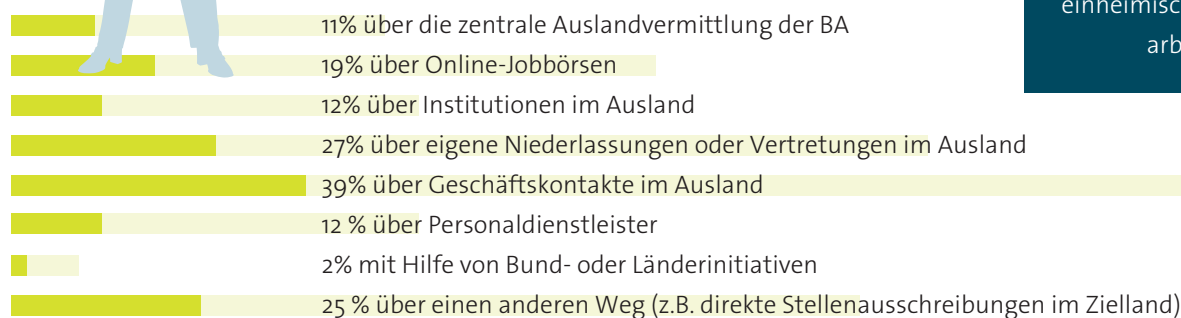 einheimisc
11% über die zentrale Auslandvermittlung der BA
arb
19% über Online-Jobbörsen
12% über Institutionen im Ausland
27% über eigene Niederlassungen oder Vertretungen im Ausland
39% über Geschäftskontakte im Ausland
12 % über Personaldienstleister
2% mit Hilfe von Bund- oder Länderinitiativen
25 % über einen anderen Weg (z.B. direkte Stellenausschreibungen im Zielland)